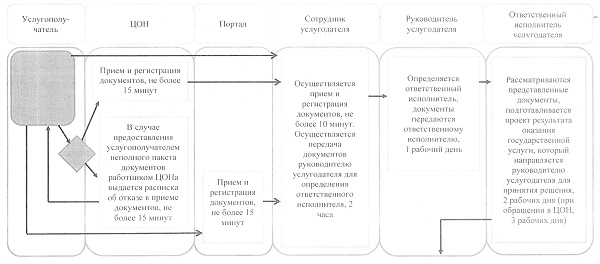 Услугополу-
чатель
ЦОН
Портал
Сотрудник
услугодателя
Руководитель
услугодателя
Ответственный
исполнитель
услугодателя
Прием и регистрация
документов, не более
15 минут
В случае
предоставления
услугополучателем
неполного пакета
документов
работником ЦОНа
выдается расписка
об отказе в приеме
документов, не
более 15 минут
Прием и
регистрация
документов,
не более 15 минут
Осуществляется
прием и
регистрация
документов, не
более 10 минут.
Осуществляется
передача
документов
руководителю
услугодателя для
определения
ответственного
исполнителя, 2
часа
Определяется
ответственный
исполнитель,
документы
передаются
ответственному
исполнителю,
1 рабочий день
Рассматриваются
представленные
документы,
подготавливается
проект результата
оказания
государственной
услуги, который
направляется
руководителю
услугодателя для
принятия решения,
2 рабочих дня (при
обращении в ЦОН,
3 рабочих дня)